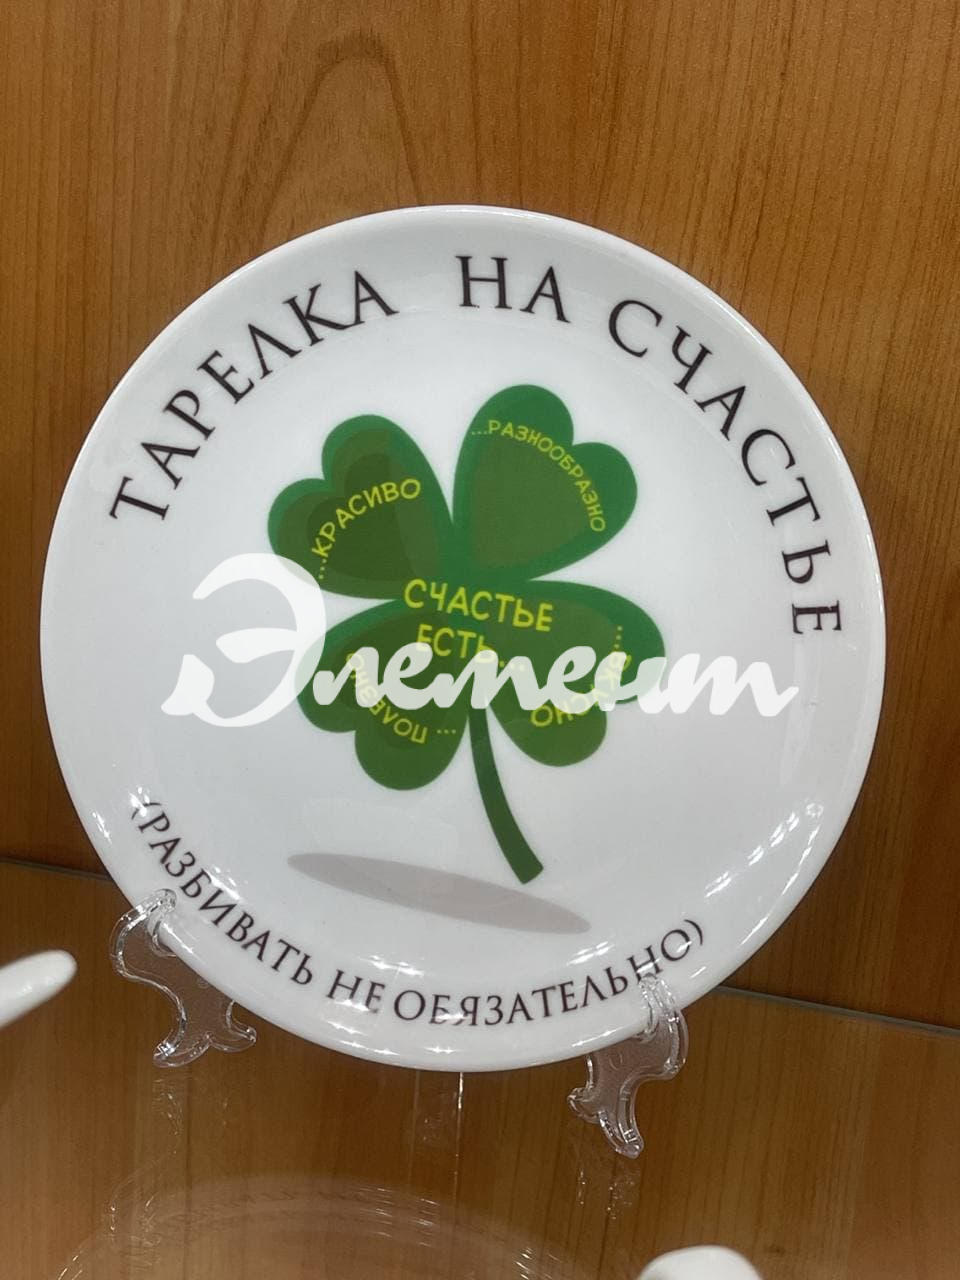 ТАРЕЛКА НА СЧАСТЬЕ
...КРАСИВО
...РАЗНООБРАЗНО
СЧАСТЬЕ
ЕСТЬ...
...ВКУСНО
...ПОЛЕЗНО
Элемент
(РАЗБИВАТЬ НЕ ОБЯЗАТЕЛЬНО)